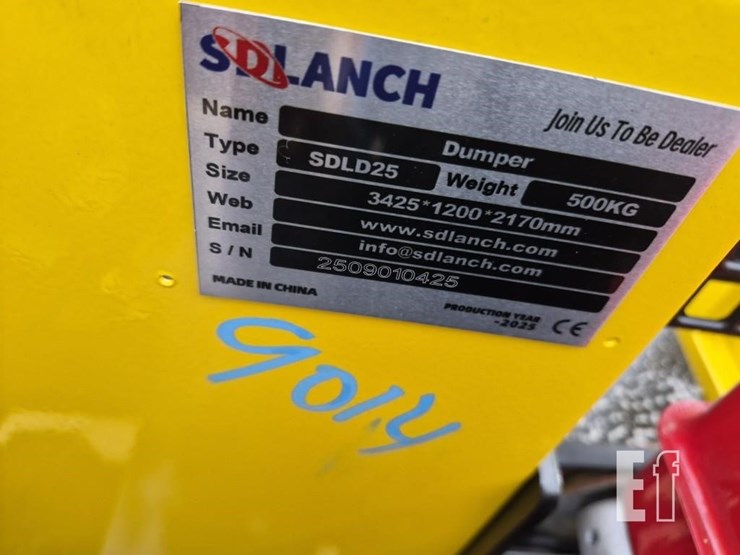 SDLANCH
Join Us To Be Dealer
Name Dumper
Type SDLD25 Weight 500KG
Size 3425*1200*2170mm
Web www.sdlanch.com
Email info@sdlanch.com
S / N 2509010425
MADE IN CHINA
PRODUCTION YEAR
-2025 CE
9014
Ef